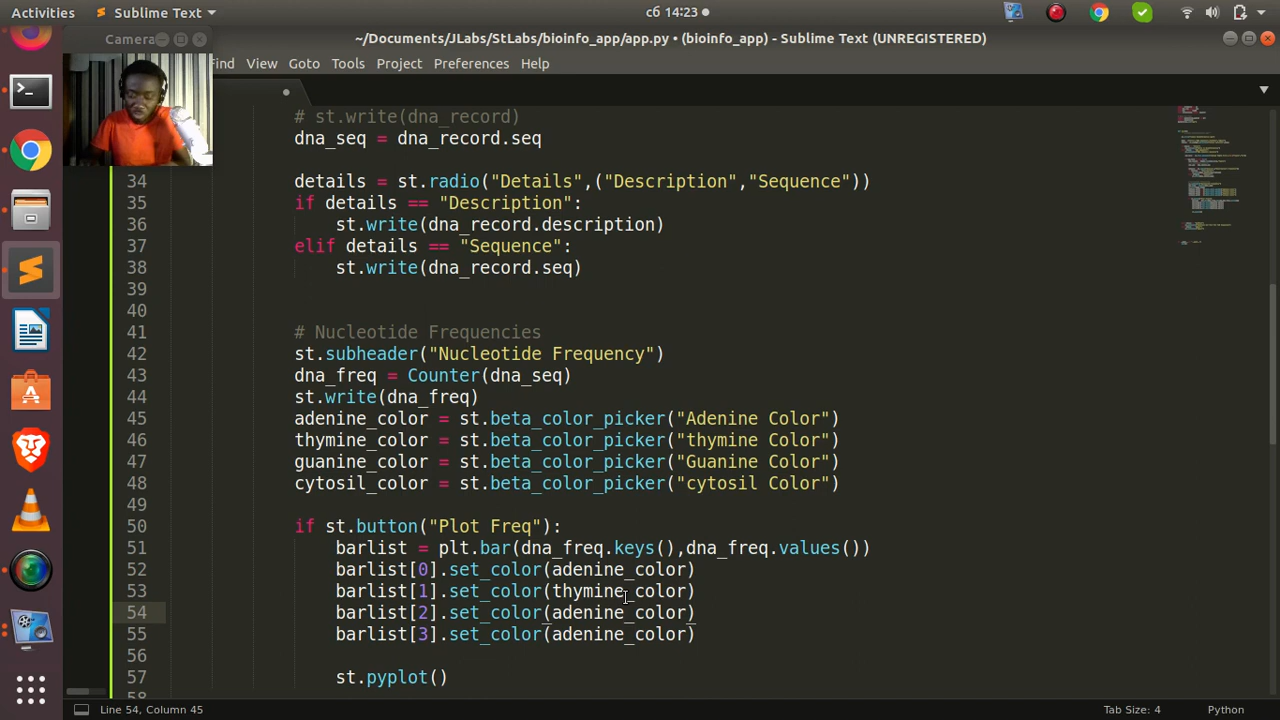 Activities
Sublime Text
сб 14:23
Camera
~/Documents/JLabs/StLabs/bioinfo_app/app.py • (bioinfo_app) - Sublime Text (UNREGISTERED)
Find View Goto Tools Project Preferences Help
# st.write(dna_record)
dna_seq = dna_record.seq
34 details = st.radio("Details",("Description","Sequence"))
35 if details == "Description":
36 st.write(dna_record.description)
37 elif details == "Sequence":
38 st.write(dna_record.seq)
39
40
41 # Nucleotide Frequencies
42 st.subheader("Nucleotide Frequency")
43 dna_freq = Counter(dna_seq)
44 st.write(dna_freq)
45 adenine_color = st.beta_color_picker("Adenine Color")
46 thymine_color = st.beta_color_picker("thymine Color")
47 guanine_color = st.beta_color_picker("Guanine Color")
48 cytosil_color = st.beta_color_picker("cytosil Color")
49
50 if st.button("Plot Freq"):
51 barlist = plt.bar(dna_freq.keys(),dna_freq.values())
52 barlist[0].set_color(adenine_color)
53 barlist[1].set_color(thymine_color)
54 barlist[2].set_color(adenine_color)
55 barlist[3].set_color(adenine_color)
56
57 st.pyplot()
58
Line 54, Column 45
Tab Size: 4
Python